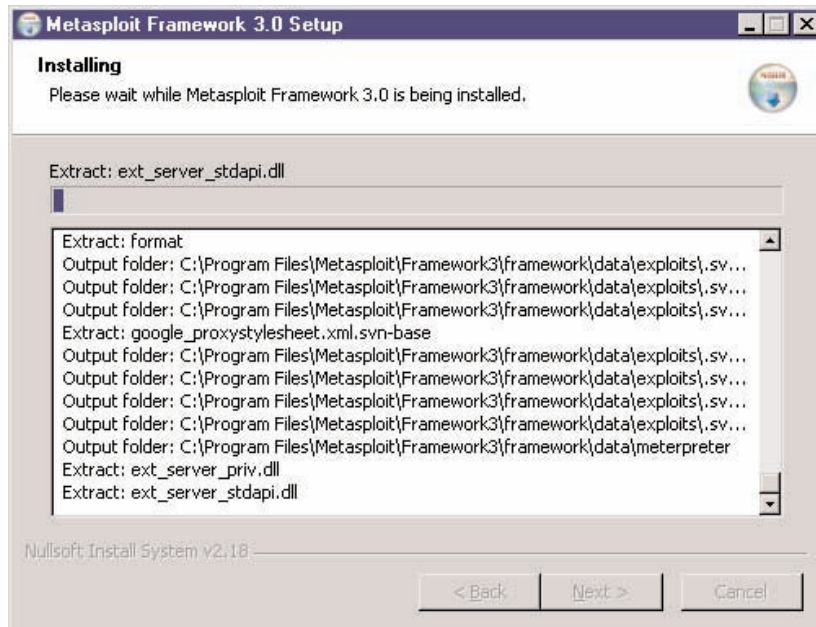 Metasploit Framework 3.0 Setup
Installing
Please wait while Metasploit Framework 3.0 is being installed.
Extract: ext_server_stdapi.dll
Extract: format
Output folder: C:\Program Files\Metasploit\Framework3\framework\data\exploits\.sv...
Output folder: C:\Program Files\Metasploit\Framework3\framework\data\exploits\.sv...
Output folder: C:\Program Files\Metasploit\Framework3\framework\data\exploits\.sv...
Extract: google_proxystylesheet.xml.svn-base
Output folder: C:\Program Files\Metasploit\Framework3\framework\data\exploits\.sv...
Output folder: C:\Program Files\Metasploit\Framework3\framework\data\exploits\.sv...
Output folder: C:\Program Files\Metasploit\Framework3\framework\data\exploits\.sv...
Output folder: C:\Program Files\Metasploit\Framework3\framework\data\exploits\.sv...
Output folder: C:\Program Files\Metasploit\Framework3\framework\data\meterpreter
Extract: ext_server_priv.dll
Extract: ext_server_stdapi.dll
Nullsoft Install System v2.18
< Back Next > Cancel